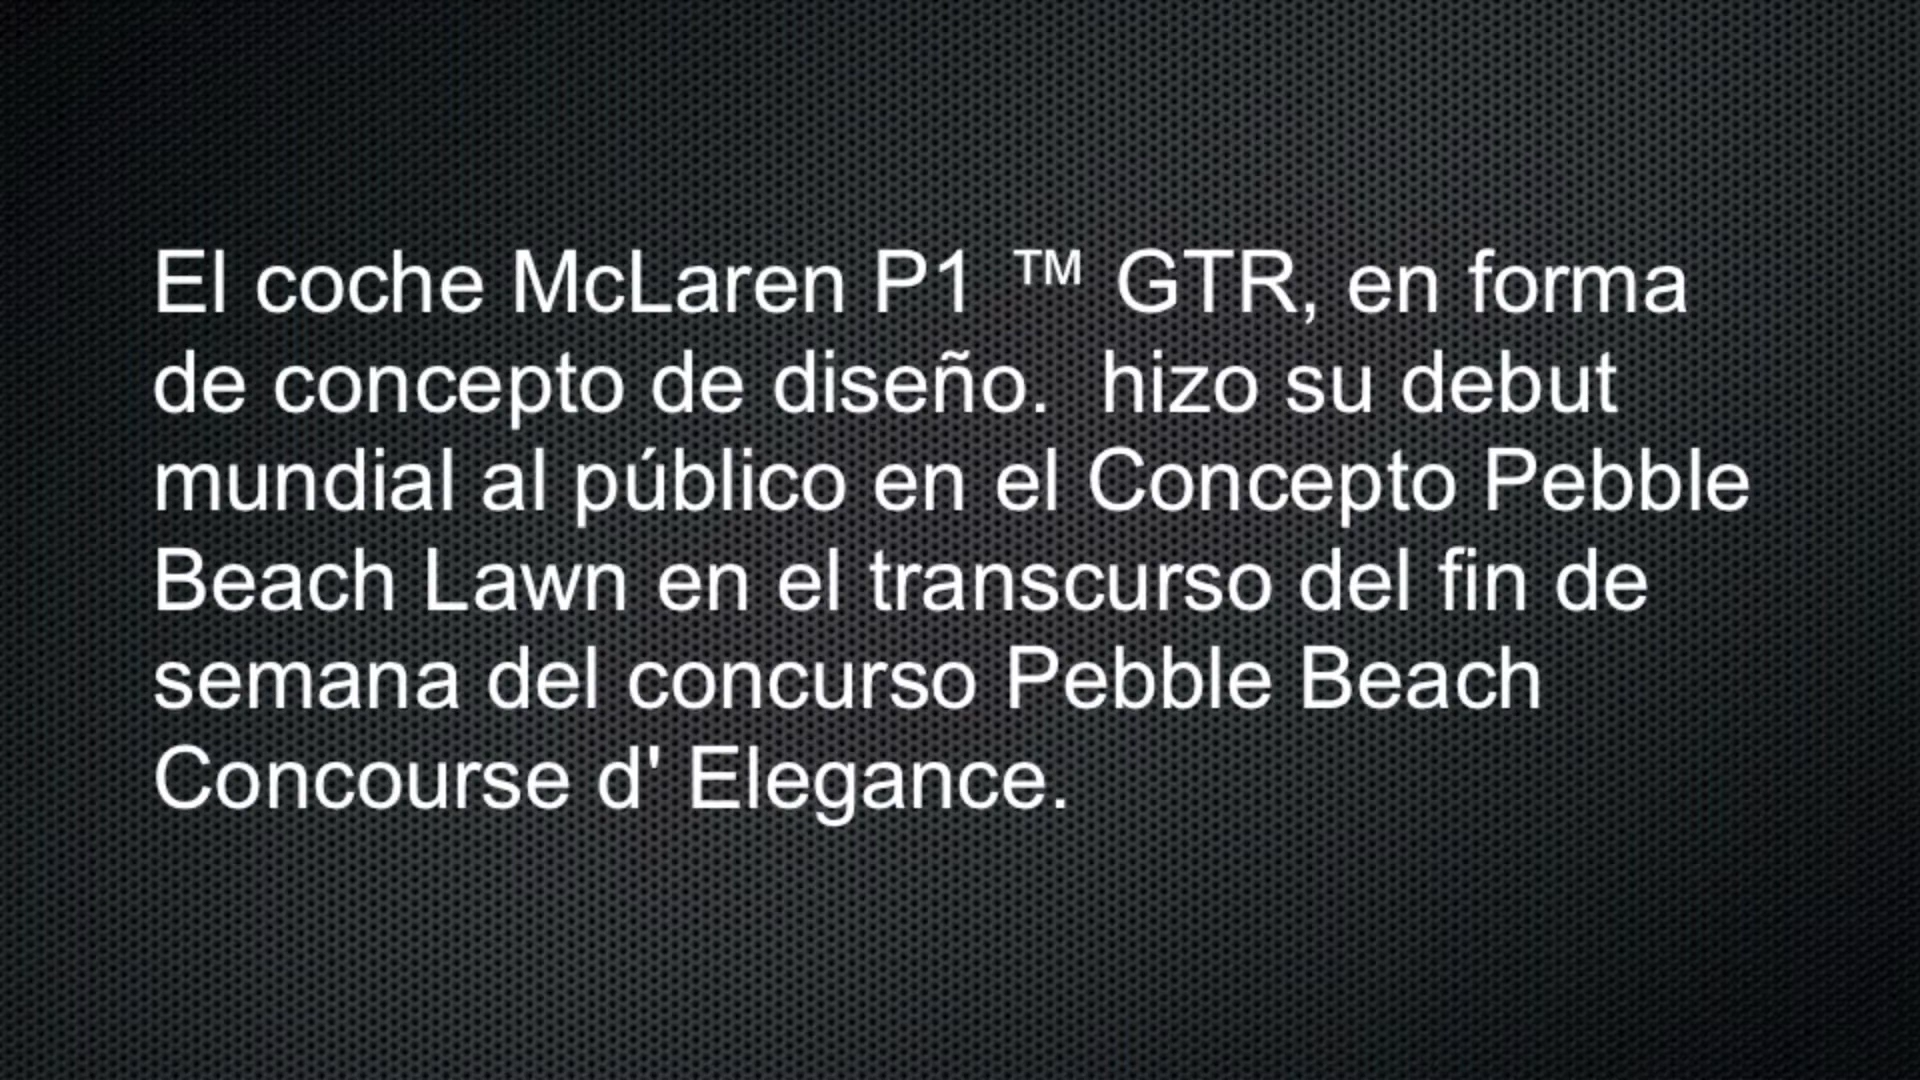 El coche McLaren P1 ™ GTR, en forma
de concepto de diseño.  hizo su debut
mundial al público en el Concepto Pebble
Beach Lawn en el transcurso del fin de
semana del concurso Pebble Beach
Concourse d' Elegance.